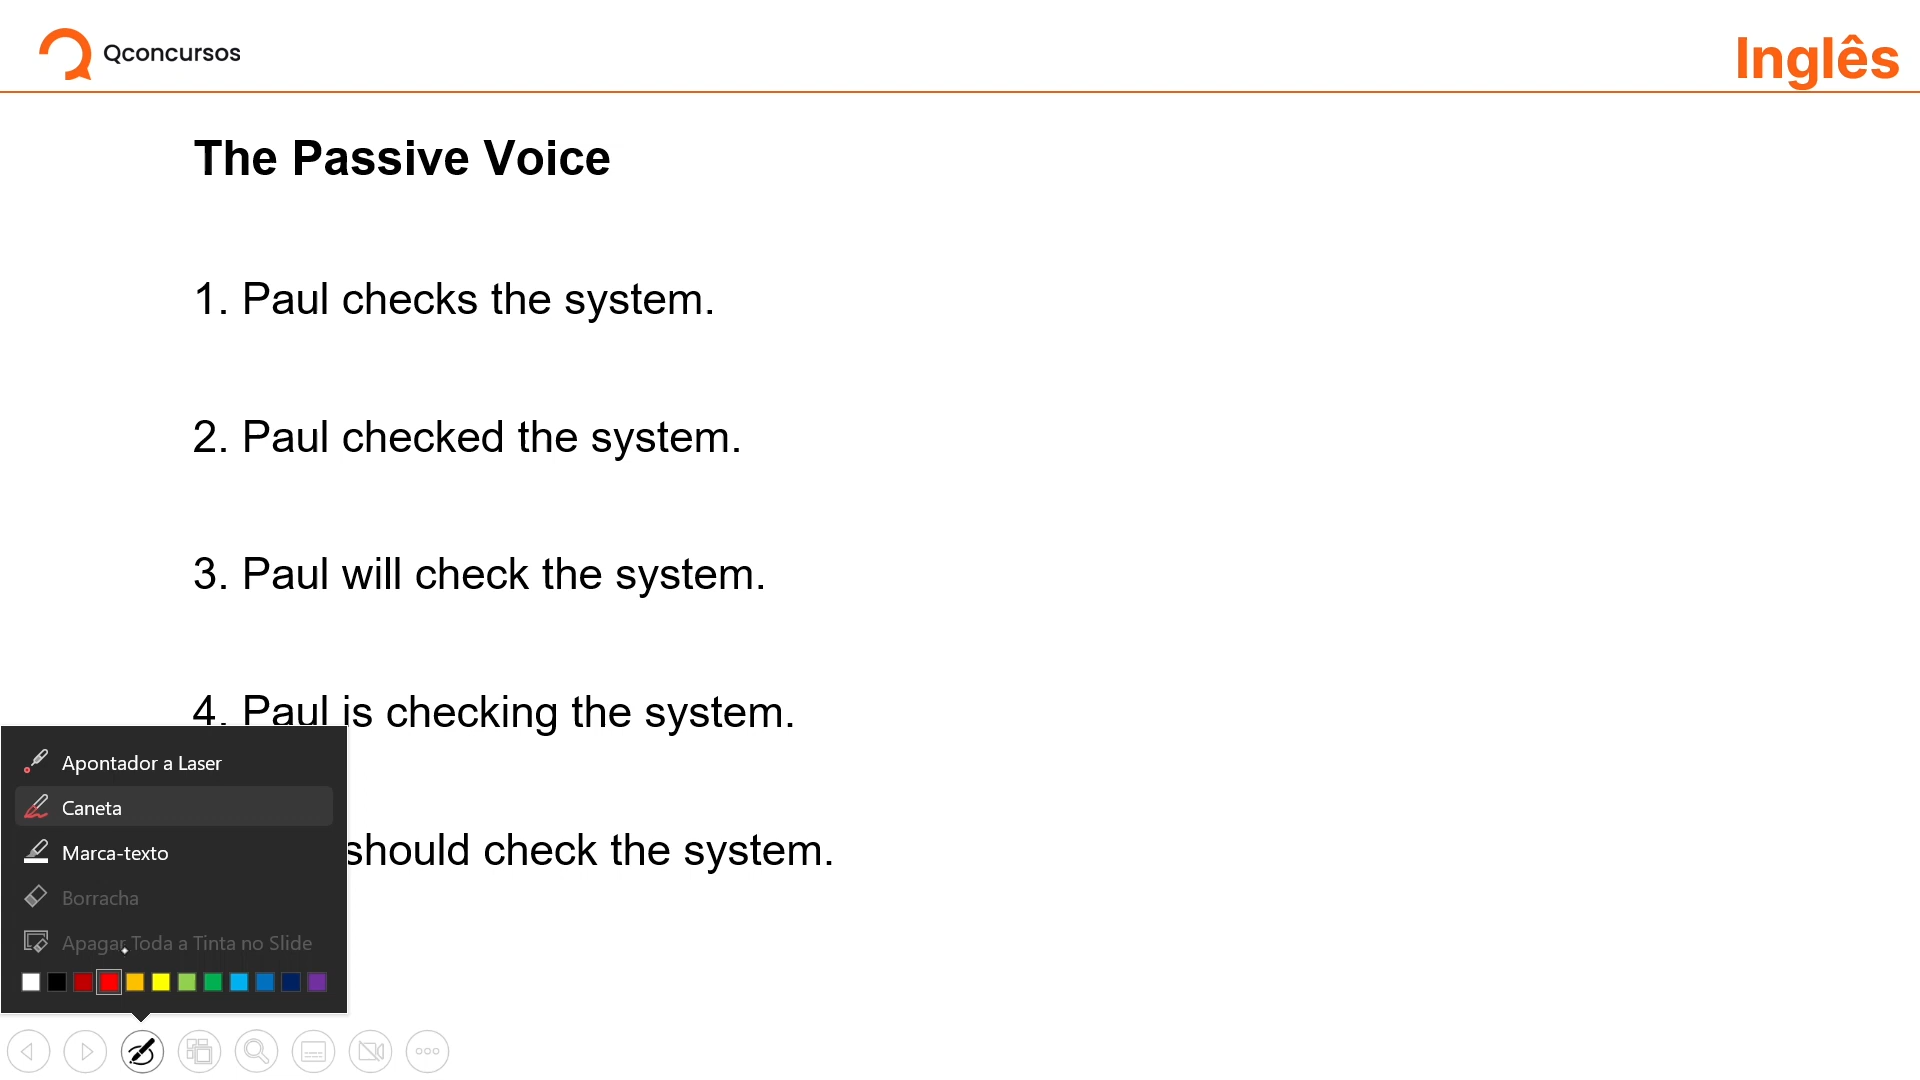 Qconcursos
Inglês
The Passive Voice
1. Paul checks the system.
2. Paul checked the system.
3. Paul will check the system.
4. Paul is checking the system.
should check the system.
Apontador a Laser
Caneta
Marca-texto
Borracha
Apagar Toda a Tinta no Slide